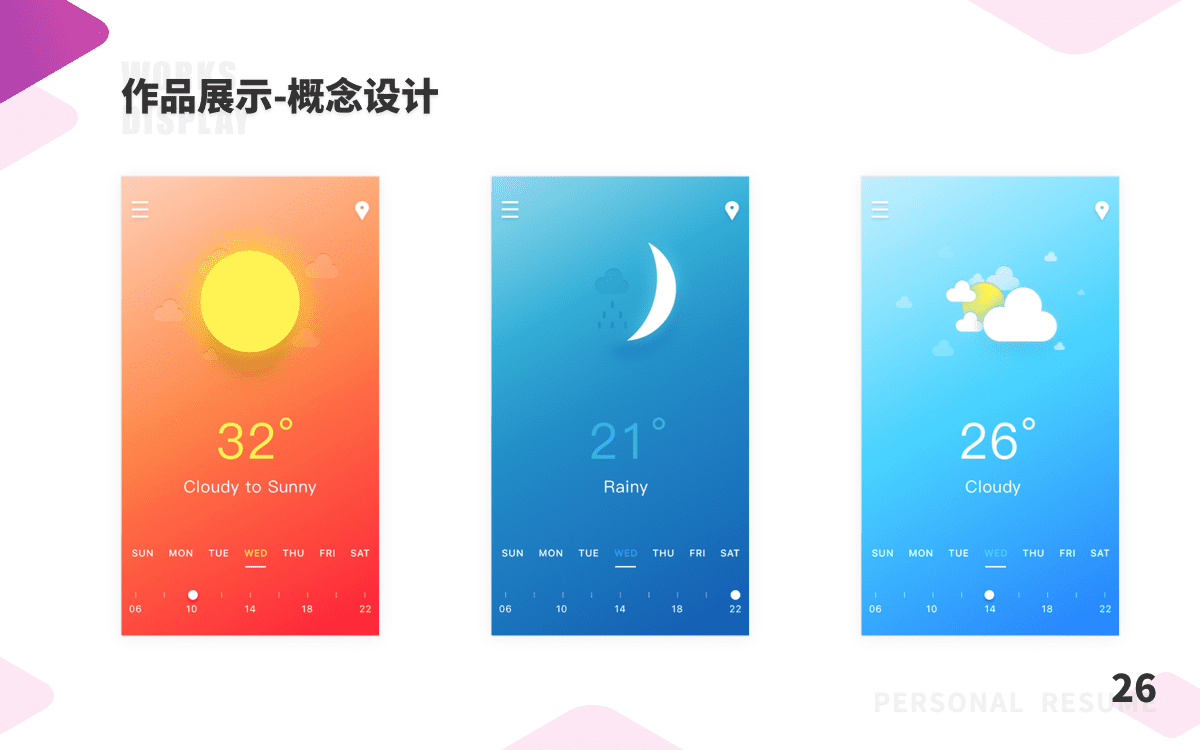 WORKS
作品展示-概念设计
DISPLAY
32°
Cloudy to Sunny
SUN MON TUE WED THU FRI SAT
06 10 14 18 22
21°
Rainy
SUN MON TUE WED THU FRI SAT
06 10 14 18 22
26°
Cloudy
SUN MON TUE WED THU FRI SAT
06 10 14 18 22
PERSONAL RESUME
26